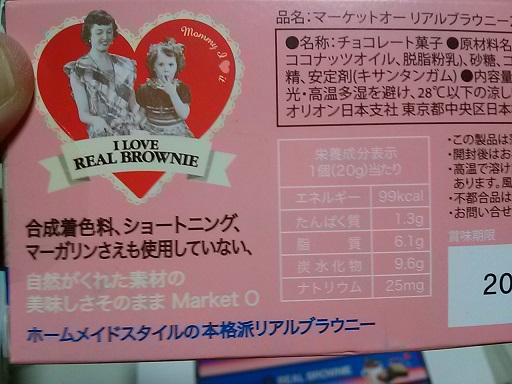 Mommy I
it
I LOVE
REAL BROWNIE
合成着色料、ショートニング、
マーガリンさえも使用していない、
自然がくれた素材の
美味しさそのまま Market O
ホームメイドスタイルの本格派リアルブラウニー
品名:マーケットオー リアルブラウニー
●名称:チョコレート菓子 ●原材料名
ココナッツオイル、脱脂粉乳)、砂糖、コ
精、安定剤(キサンタンガム) ●内容量
光・高温多湿を避け、28℃以下の涼し
オリオン日本支社 東京都中央区日本
栄養成分表示
1個(20g)当たり
エネルギー 99kcal
たんぱく質 1.3g
脂質 6.1g
炭水化物 9.6g
ナトリウム 25mg
・この製品は
・開封後はお
・高温で溶け
あります。風
・不都合品は
・お問い合せ
賞味期限
20
REAL BROWNIE